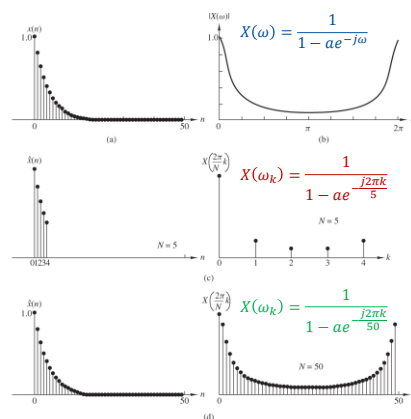 x(n)
1.0
0
50
n
(a)
|X(ω)|
1.0
X(ω) = 1 / (1 − ae^{−jω})
0
π
2π
(b)
x̂(n)
N = 5
01234
n
X(2π/N k)
X(ω_k) = 1 / (1 − ae^{−j2πk/5})
N = 5
0 1 2 3 4
k
(c)
x̂(n)
1.0
0
50
n
X(2π/N k)
X(ω_k) = 1 / (1 − ae^{−j2πk/50})
N = 50
0
50
k
(d)